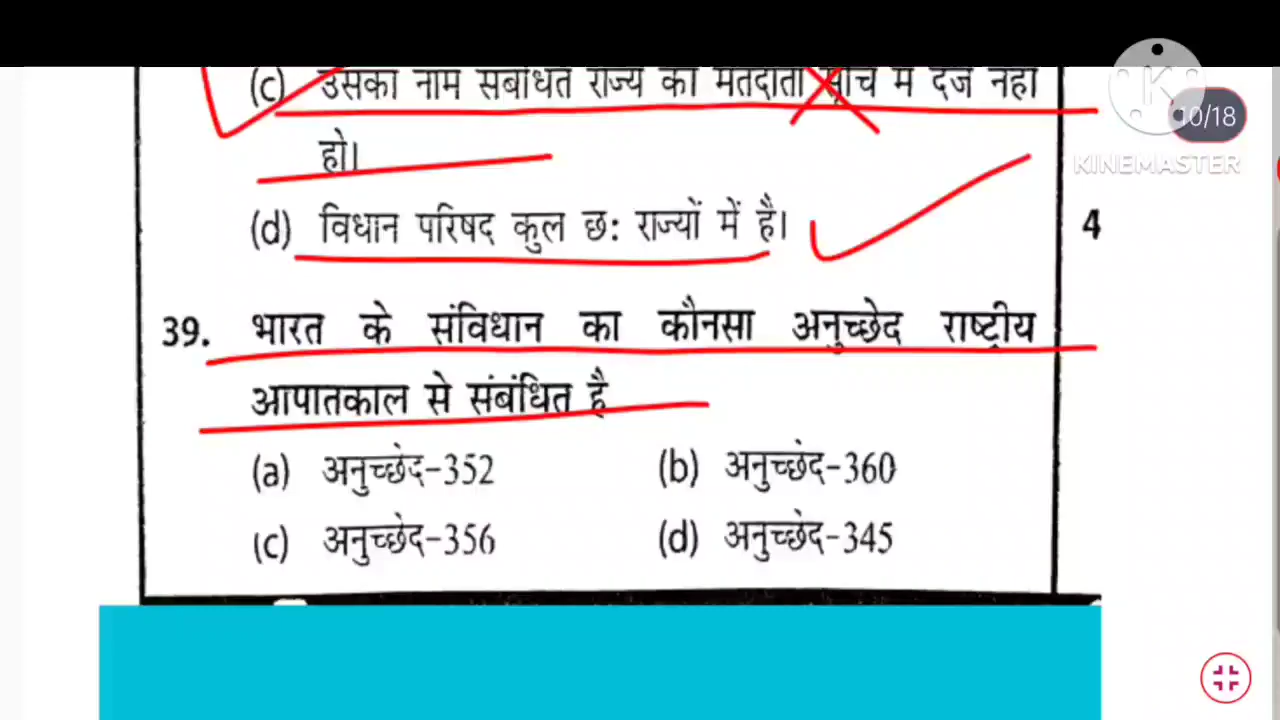 (c) उसका नाम संबंधित राज्य की मतदाता सूचि में दर्ज नहीं
हो।
(d) विधान परिषद कुल छः राज्यों में है।
4
39. भारत के संविधान का कौनसा अनुच्छेद राष्ट्रीय
आपातकाल से संबंधित है
(a) अनुच्छेद-352 (b) अनुच्छेद-360
(c) अनुच्छेद-356 (d) अनुच्छेद-345
10/18
KINEMASTER